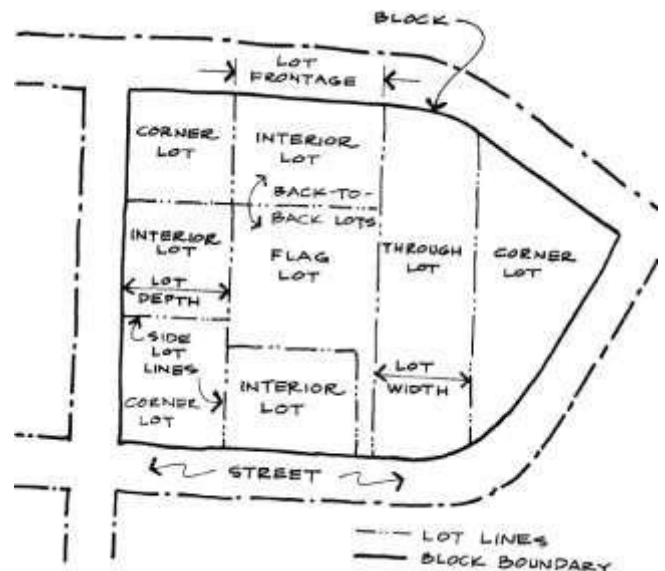 BLOCK
LOT
FRONTAGE
CORNER
LOT
INTERIOR
LOT
BACK-TO-
BACK LOTS
INTERIOR
LOT
FLAG
LOT
THROUGH
LOT
CORNER
LOT
LOT
DEPTH
SIDE
LOT
LINES
CORNER
LOT
INTERIOR
LOT
LOT
WIDTH
STREET
LOT LINES
BLOCK BOUNDARY